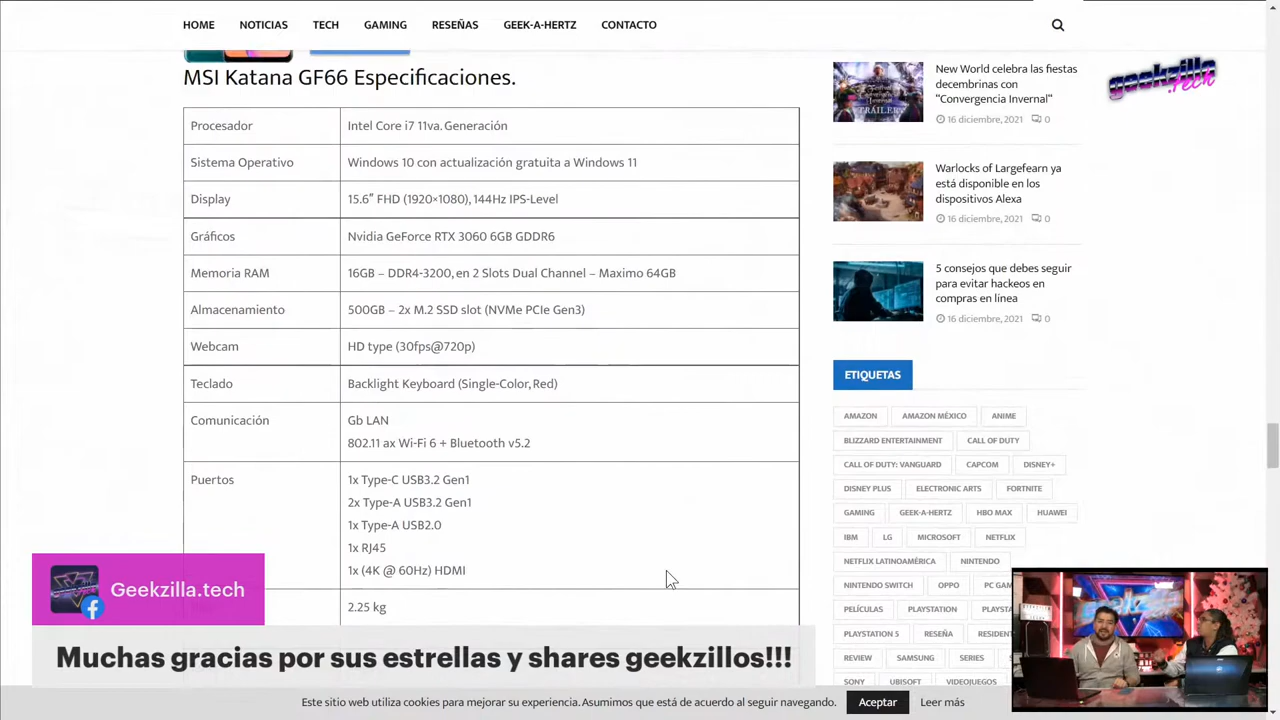 HOME NOTICIAS TECH GAMING RESEÑAS GEEK-A-HERTZ CONTACTO
geekzilla
.tech
MSI Katana GF66 Especificaciones.
Procesador Intel Core i7 11va Generación
Sistema Operativo Windows 10 con actualización gratuita a Windows 11
Display 15.6” FHD (1920×1080), 144Hz IPS-Level
Gráficos Nvidia GeForce RTX 3060 6GB GDDR6
Memoria RAM 16GB – DDR4-3200, en 2 Slots Dual Channel – Maximo 64GB
Almacenamiento 500GB – 2x M.2 SSD slot (NVMe PCIe Gen3)
Webcam HD type (30fps@720p)
Teclado Backlight Keyboard (Single-Color, Red)
Comunicación Gb LAN
802.11 ax Wi-Fi 6 + Bluetooth v5.2
Puertos 1x Type-C USB3.2 Gen1
2x Type-A USB3.2 Gen1
Type-A USB2.0
1x RJ45
1x (4K @ 60Hz) HDMI
2.25 kg
New World celebra las fiestas
decembrinas con
“Convergencia Invernal“
16 diciembre, 2021 0
Warlocks of Largefearn ya
está disponible en los
dispositivos Alexa
16 diciembre, 2021 0
5 consejos que debes seguir
para evitar hackeos en
compras en línea
16 diciembre, 2021 0
ETIQUETAS
AMAZON AMAZON MÉXICO ANIME
BLIZZARD ENTERTAINMENT CALL OF DUTY
CALL OF DUTY: VANGUARD CAPCOM DISNEY+
DISNEY PLUS ELECTRONIC ARTS FORTNITE
GAMING GEEK-A-HERTZ HBO MAX HUAWEI
IBM LG MICROSOFT NETFLIX
NETFLIX LATINOAMÉRICA NINTENDO
NINTENDO SWITCH OPPO PC GAM
PELÍCULAS PLAYSTATION PLAYSTA
PLAYSTATION 5 RESEÑA RESIDENT
REVIEW SAMSUNG SERIES
SONY UBISOFT VIDEOJUEGOS
Geekzilla.tech
Muchas gracias por sus estrellas y shares geekzillos!!!
Este sitio web utiliza cookies para mejorar su experiencia. Asumimos que está de acuerdo al seguir navegando. Aceptar Leer más